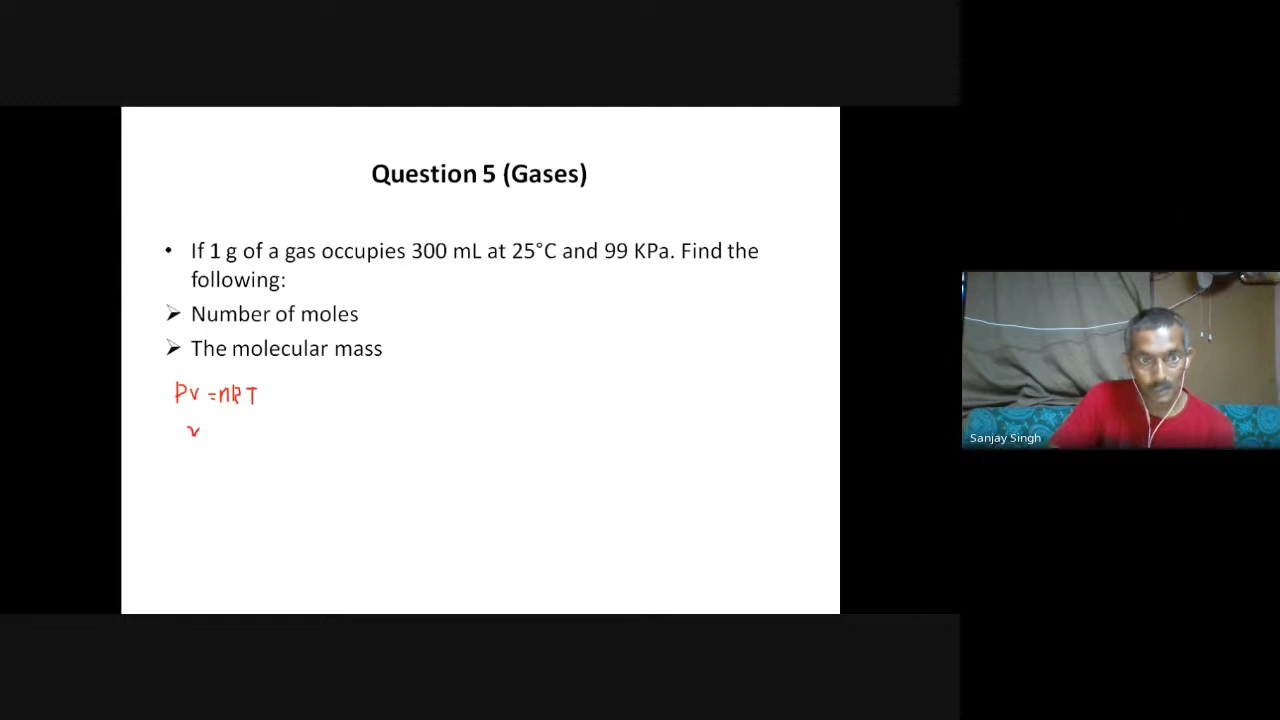 Question 5 (Gases)
• If 1 g of a gas occupies 300 mL at 25°C and 99 KPa. Find the
following:
➢ Number of moles
➢ The molecular mass
PV = nRT
v
Sanjay Singh